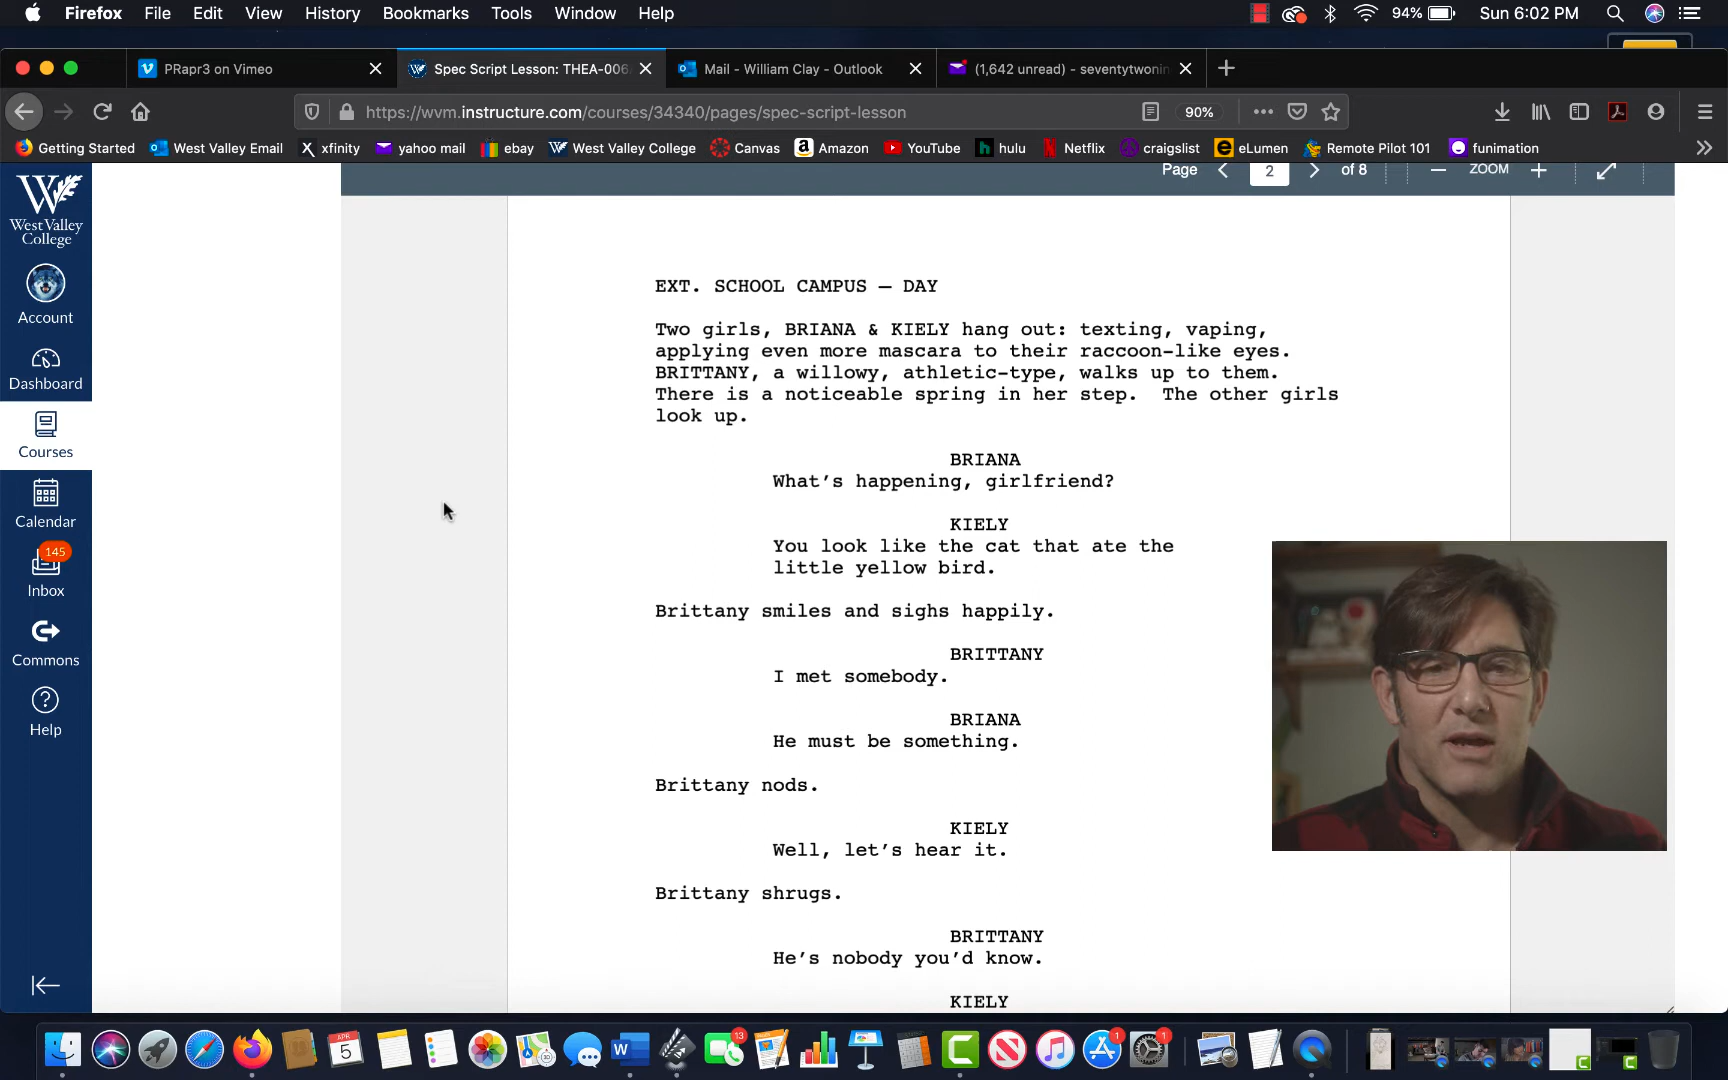 Firefox File Edit View History Bookmarks Tools Window Help 94% Sun 6:02 PM
PRapr3 on Vimeo Spec Script Lesson: THEA-006 Mail - William Clay - Outlook (1,642 unread) - seventytwonin
https://wvm.instructure.com/courses/34340/pages/spec-script-lesson 90%
Getting Started West Valley Email xfinity yahoo mail ebay West Valley College Canvas Amazon YouTube hulu Netflix craigslist eLumen Remote Pilot 101 funimation
Page 2 of 8 ZOOM
West Valley
College
Account
Dashboard
Courses
Calendar
145
Inbox
Commons
Help
EXT. SCHOOL CAMPUS – DAY
Two girls, BRIANA & KIELY hang out: texting, vaping,
applying even more mascara to their raccoon-like eyes.
BRITTANY, a willowy, athletic-type, walks up to them.
There is a noticeable spring in her step. The other girls
look up.
BRIANA
What's happening, girlfriend?
KIELY
You look like the cat that ate the
little yellow bird.
Brittany smiles and sighs happily.
BRITTANY
I met somebody.
BRIANA
He must be something.
Brittany nods.
KIELY
Well, let's hear it.
Brittany shrugs.
BRITTANY
He's nobody you'd know.
KIELY
APR
5
13
1
1